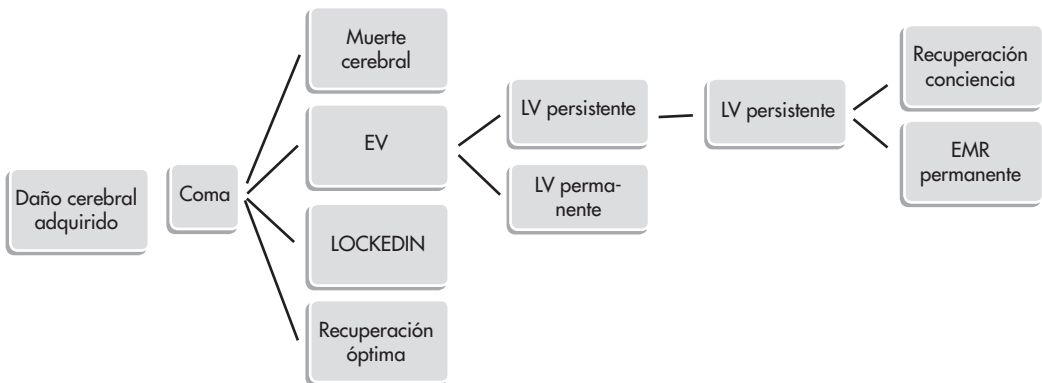 Daño cerebral
adquirido
Coma
Muerte
cerebral
EV
LOCKEDIN
Recuperación
óptima
LV persistente
LV perma-
nente
LV persistente
Recuperación
conciencia
EMR
permanente